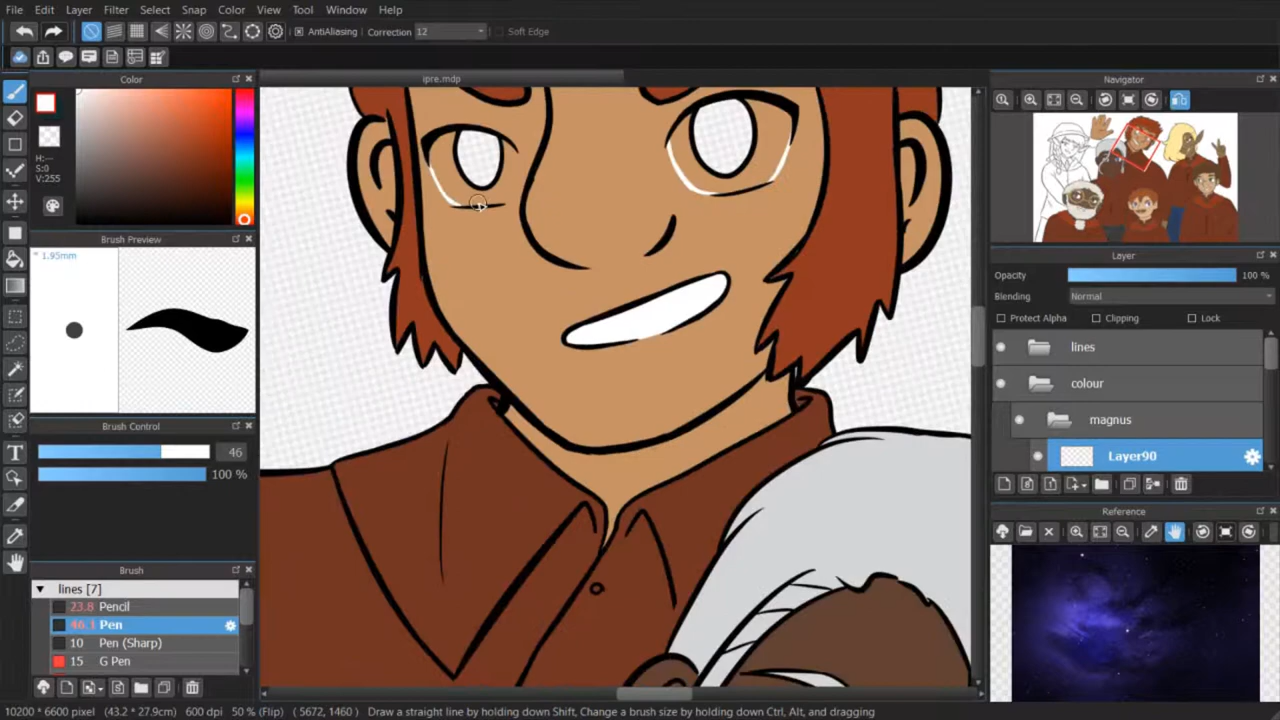 File Edit Layer Filter Select Snap Color View Tool Window Help
AntiAliasing Correction 12 Soft Edge
ipre.mdp
Color
H:---
S:0
V:255
Brush Preview
* 1.95mm
Brush Control
46
100 %
Brush
lines [7]
23.8 Pencil
46.1 Pen
10 Pen (Sharp)
15 G Pen
Navigator
Layer
Opacity 100 %
Blending Normal
Protect Alpha Clipping Lock
lines
colour
magnus
Layer90
Reference
T
10200 * 6600 pixel (43.2 * 27.9cm) 600 dpi 50 % (Flip) ( 5672, 1460 ) Draw a straight line by holding down Shift, Change a brush size by holding down Ctrl, Alt, and dragging